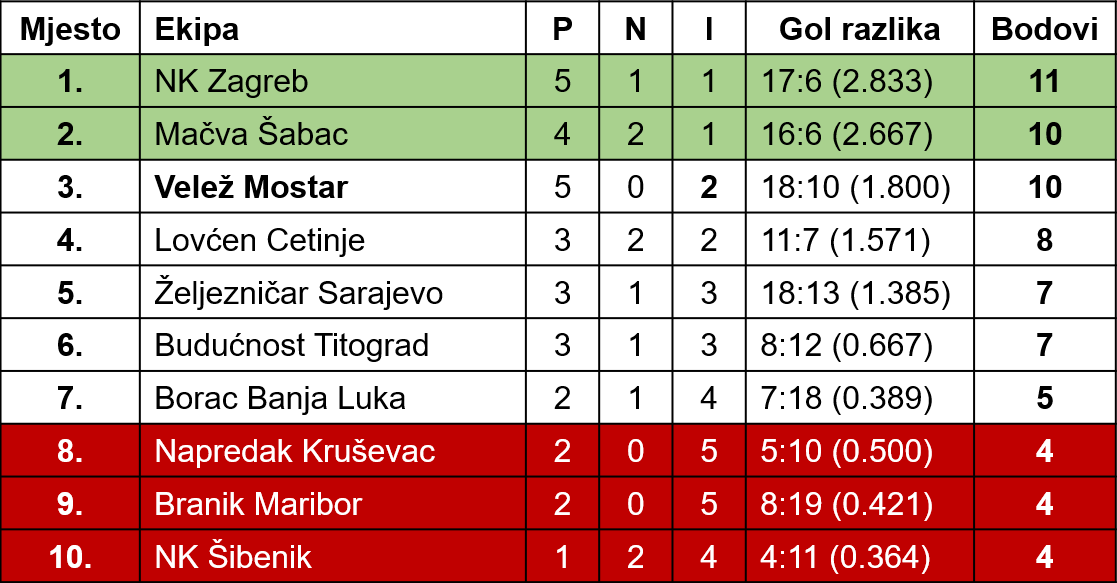 Mjesto Ekipa P N I Gol razlika Bodovi
1. NK Zagreb 5 1 1 17:6 (2.833) 11
2. Mačva Šabac 4 2 1 16:6 (2.667) 10
3. Velež Mostar 5 0 2 18:10 (1.800) 10
4. Lovćen Cetinje 3 2 2 11:7 (1.571) 8
5. Željezničar Sarajevo 3 1 3 18:13 (1.385) 7
6. Budućnost Titograd 3 1 3 8:12 (0.667) 7
7. Borac Banja Luka 2 1 4 7:18 (0.389) 5
8. Napredak Kruševac 2 0 5 5:10 (0.500) 4
9. Branik Maribor 2 0 5 8:19 (0.421) 4
10. NK Šibenik 1 2 4 4:11 (0.364) 4